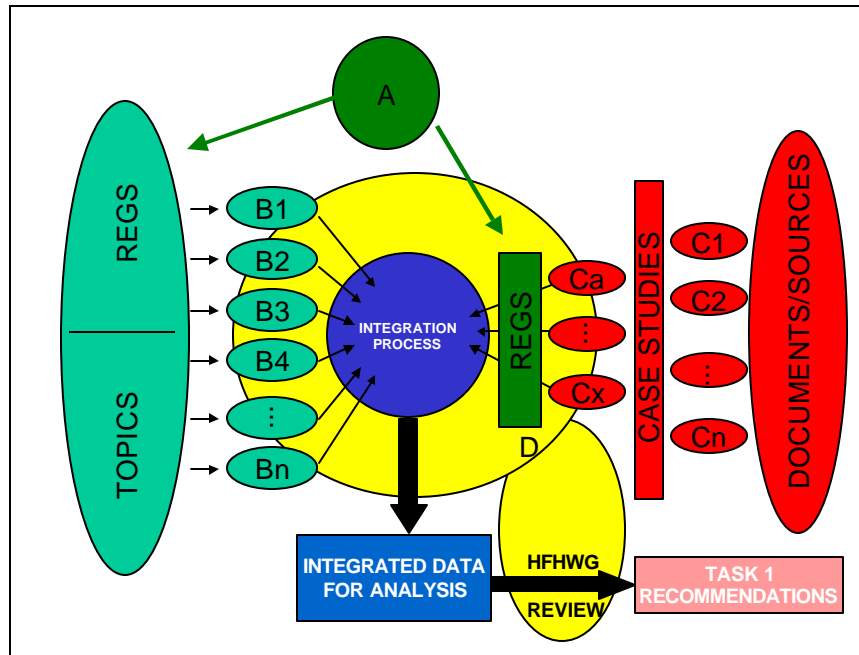 A
REGS
TOPICS
B1
B2
B3
B4
...
Bn
INTEGRATION
PROCESS
REGS
D
Ca
...
Cx
CASE STUDIES
C1
C2
...
Cn
DOCUMENTS/SOURCES
INTEGRATED DATA
FOR ANALYSIS
HFHWG
REVIEW
TASK 1
RECOMMENDATIONS